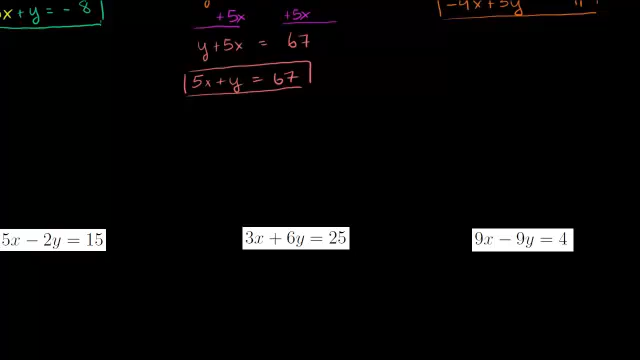 x + y = - 8
-4x + 5y
+5x +5x
y + 5x = 67
5x + y = 67
5x − 2y = 15
3x + 6y = 25
9x − 9y = 4